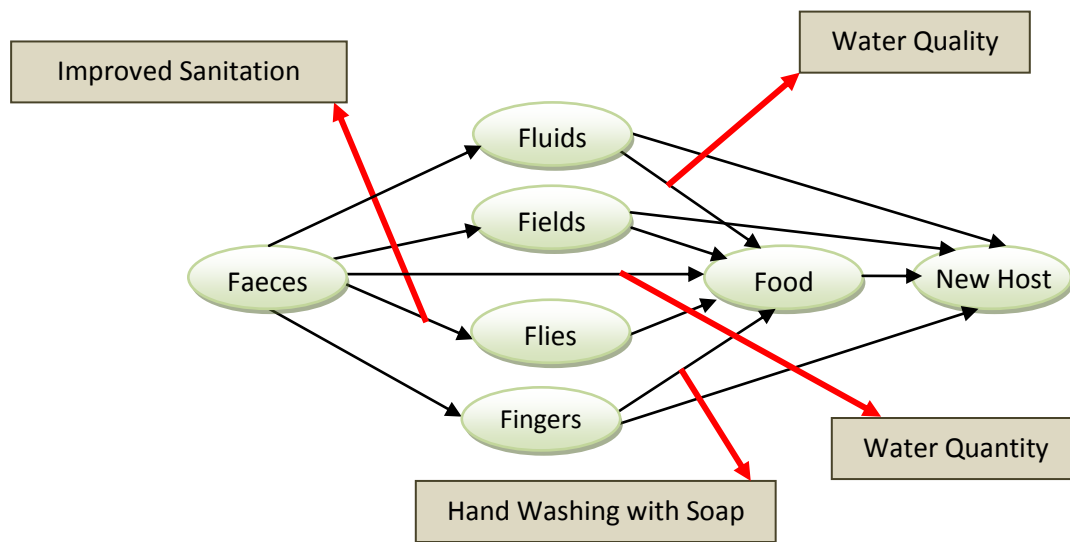 Water Quality
Improved Sanitation
Fluids
Fields
Faeces
Food
New Host
Flies
Fingers
Water Quantity
Hand Washing with Soap